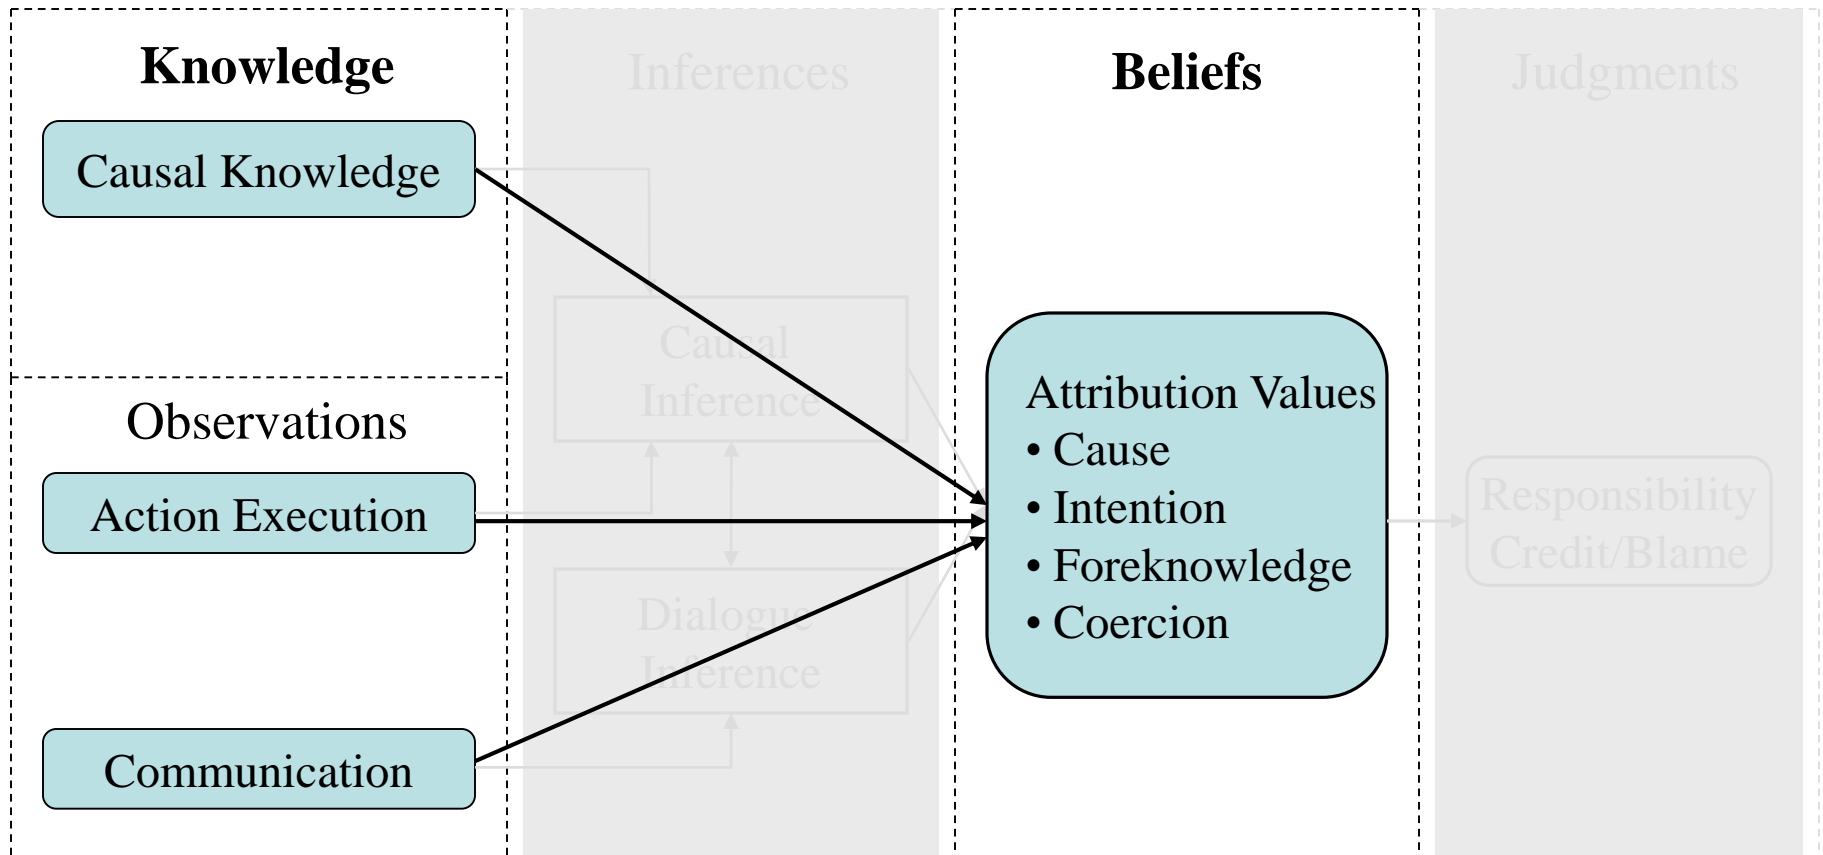 Knowledge
Causal Knowledge
Observations
Action Execution
Communication
Inferences
Causal
Inference
Dialogue
Inference
Beliefs
Attribution Values
• Cause
• Intention
• Foreknowledge
• Coercion
Judgments
Responsibility
Credit/Blame